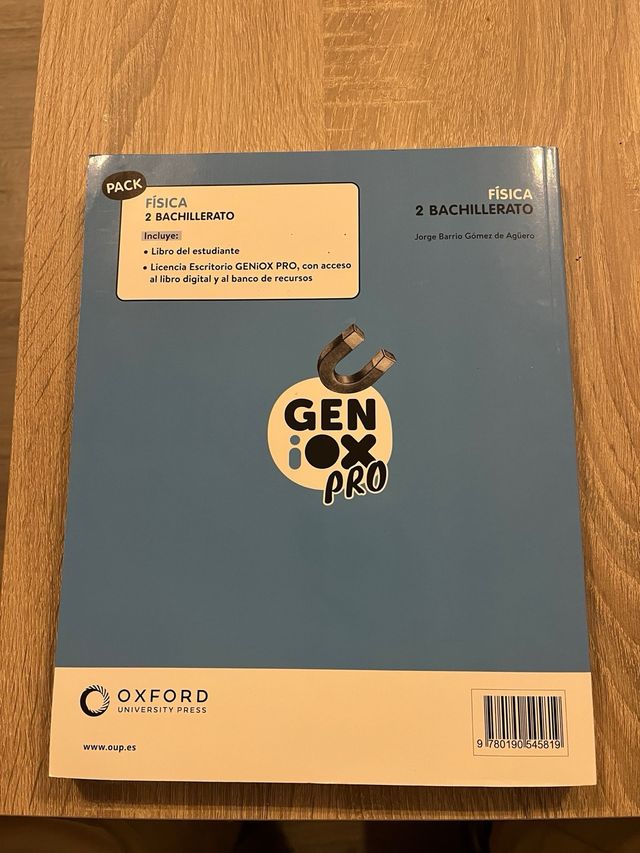 PACK
FÍSICA
2 BACHILLERATO
Incluye:
• Libro del estudiante
• Licencia Escritorio GENiOX PRO, con acceso
al libro digital y al banco de recursos
FÍSICA
2 BACHILLERATO
Jorge Barrio Gómez de Agüero
GEN
iOX
PRO
OXFORD
UNIVERSITY PRESS
www.oup.es
9 780190 545819